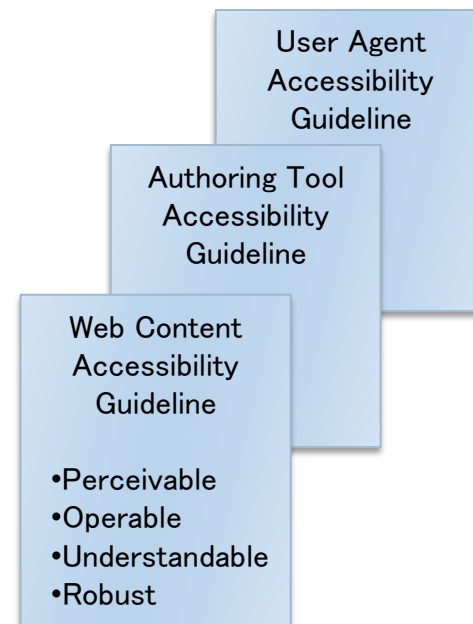 User Agent
Accessibility
Guideline
Authoring Tool
Accessibility
Guideline
Web Content
Accessibility
Guideline
•Perceivable
•Operable
•Understandable
•Robust